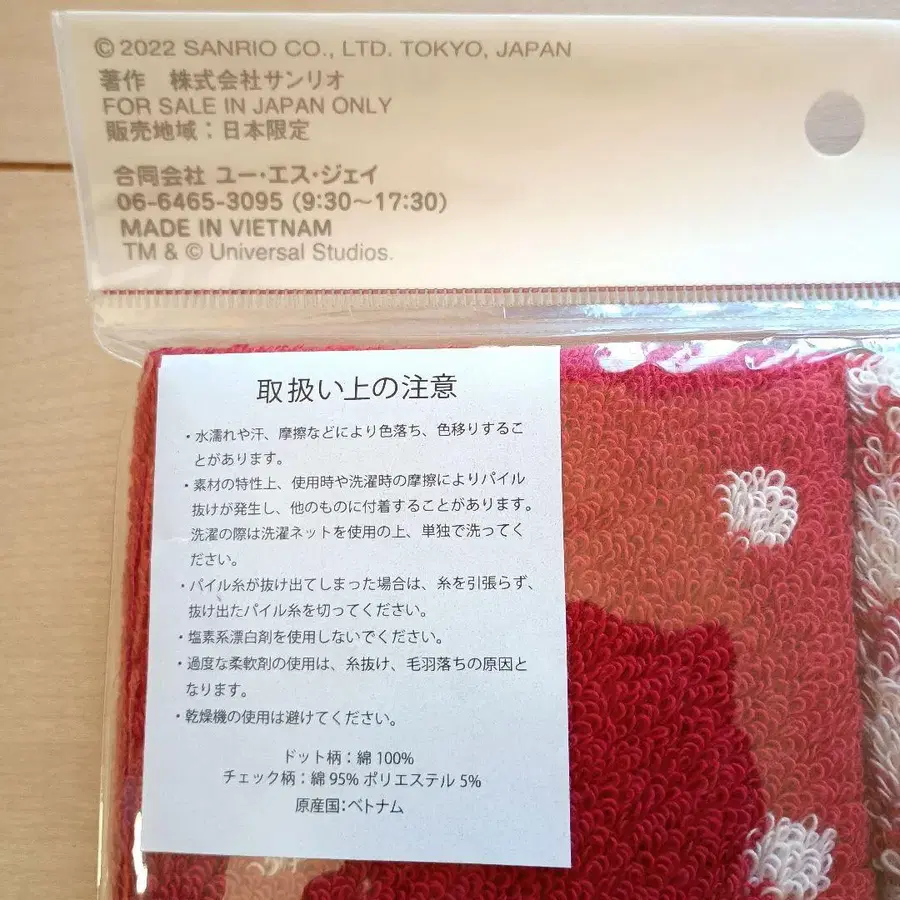 © 2022 SANRIO CO., LTD. TOKYO, JAPAN
著作 株式会社サンリオ
FOR SALE IN JAPAN ONLY
販売地域：日本限定
合同会社 ユー・エス・ジェイ
06-6465-3095 (9:30～17:30)
MADE IN VIETNAM
TM & © Universal Studios.
取扱い上の注意
・水濡れや汗、摩擦などにより色落ち、色移りするこ
とがあります。
・素材の特性上、使用時や洗濯時の摩擦によりパイル
抜けが発生し、他のものに付着することがあります。
洗濯の際は洗濯ネットを使用の上、単独で洗ってく
ださい。
・パイル糸が抜け出てしまった場合は、糸を引張らず、
抜け出たパイル糸を切ってください。
・塩素系漂白剤を使用しないでください。
・過度な柔軟剤の使用は、糸抜け、毛羽落ちの原因と
なります。
・乾燥機の使用は避けてください。
ドット柄：綿 100%
チェック柄：綿 95% ポリエステル 5%
原産国：ベトナム